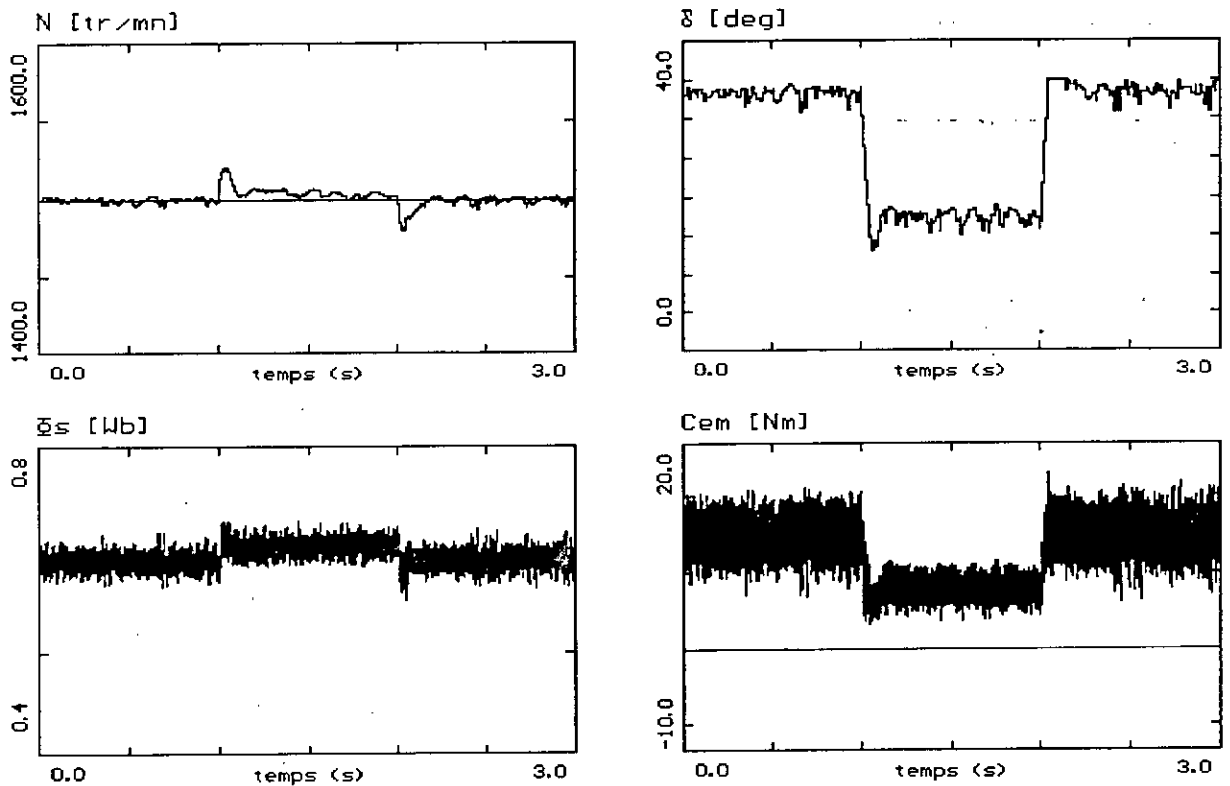 N [tr/mn]
1600.0
1400.0
0.0 temps (s) 3.0
δ [deg]
40.0
0.0
0.0 temps (s) 3.0
Φs [Wb]
0.8
0.4
0.0 temps (s) 3.0
Cem [Nm]
20.0
-10.0
0.0 temps (s) 3.0